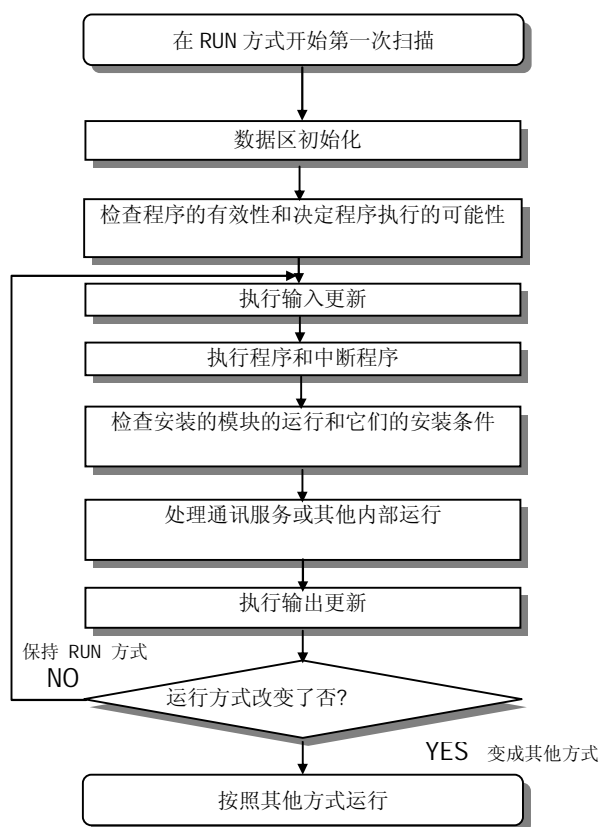 在 RUN 方式开始第一次扫描
数据区初始化
检查程序的有效性和决定程序执行的可能性
执行输入更新
执行程序和中断程序
检查安装的模块的运行和它们的安装条件
处理通讯服务或其他内部运行
执行输出更新
保持 RUN 方式
NO
运行方式改变了否?
YES 变成其他方式
按照其他方式运行